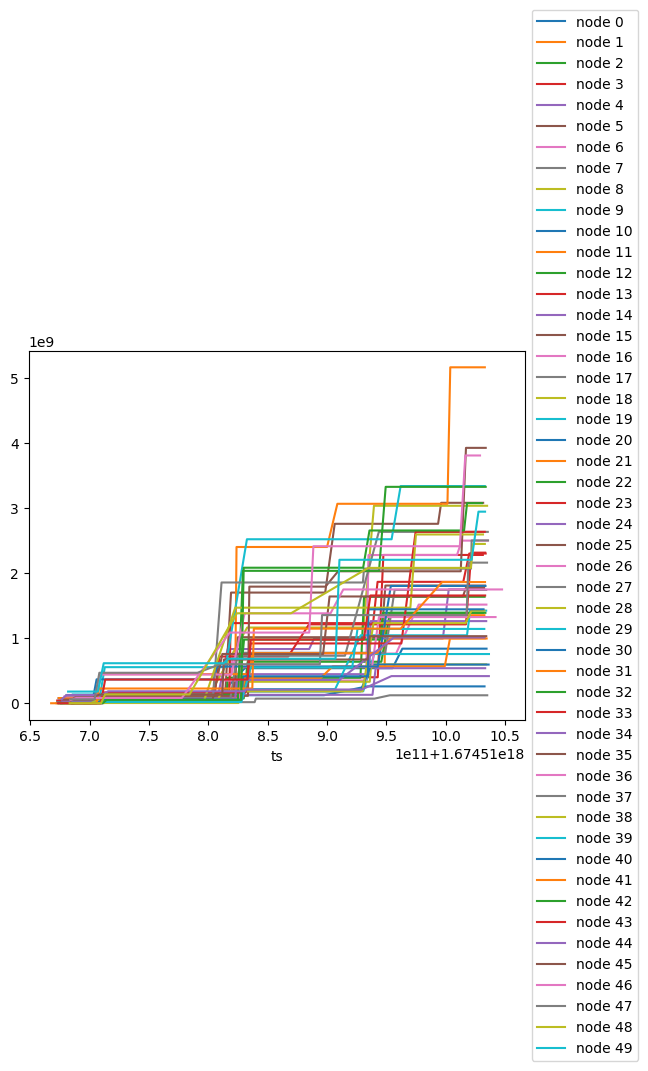 node 0
node 1
node 2
node 3
node 4
node 5
node 6
node 7
node 8
node 9
node 10
node 11
node 12
node 13
node 14
node 15
node 16
node 17
node 18
node 19
node 20
node 21
node 22
node 23
node 24
node 25
node 26
node 27
node 28
node 29
node 30
node 31
node 32
node 33
node 34
node 35
node 36
node 37
node 38
node 39
node 40
node 41
node 42
node 43
node 44
node 45
node 46
node 47
node 48
node 49
1e9
5
4
3
2
1
0
6.5 7.0 7.5 8.0 8.5 9.0 9.5 10.0 10.5
ts
1e11+1.67451e18